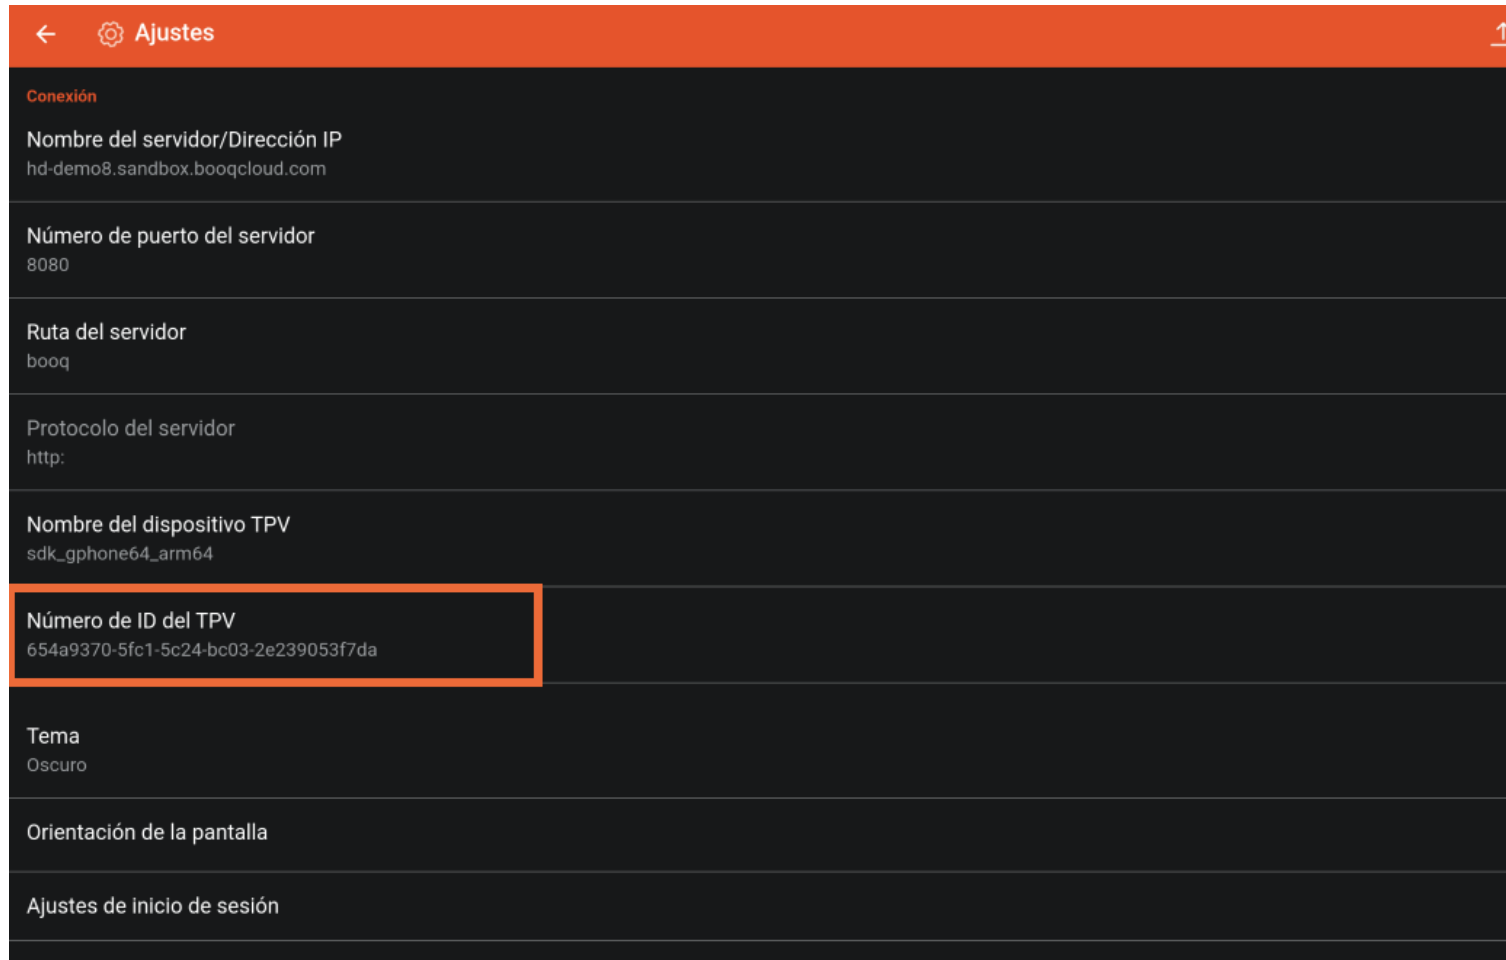 Ajustes
Conexión
Nombre del servidor/Dirección IP
hd-demo8.sandbox.booqcloud.com
Número de puerto del servidor
8080
Ruta del servidor
booq
Protocolo del servidor
http:
Nombre del dispositivo TPV
sdk_gphone64_arm64
Número de ID del TPV
654a9370-5fc1-5c24-bc03-2e239053f7da
Tema
Oscuro
Orientación de la pantalla
Ajustes de inicio de sesión